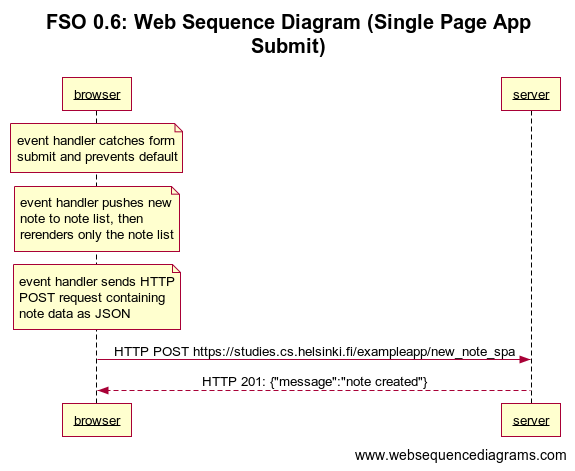 FSO 0.6: Web Sequence Diagram (Single Page App
Submit)
browser
server
event handler catches form
submit and prevents default
event handler pushes new
note to note list, then
rerenders only the note list
event handler sends HTTP
POST request containing
note data as JSON
HTTP POST https://studies.cs.helsinki.fi/exampleapp/new_note_spa
HTTP 201: {"message":"note created"}
browser
server
www.websequencediagrams.com